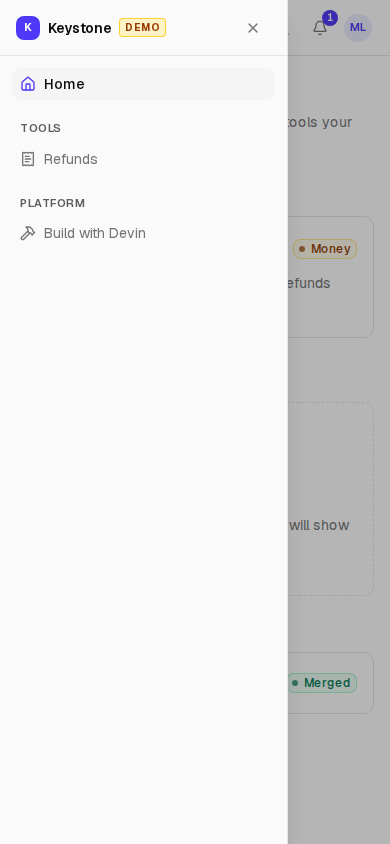 K Keystone DEMO
1
ML
Home
tools your
TOOLS
Refunds
PLATFORM
Build with Devin
Money
efunds
will show
Merged